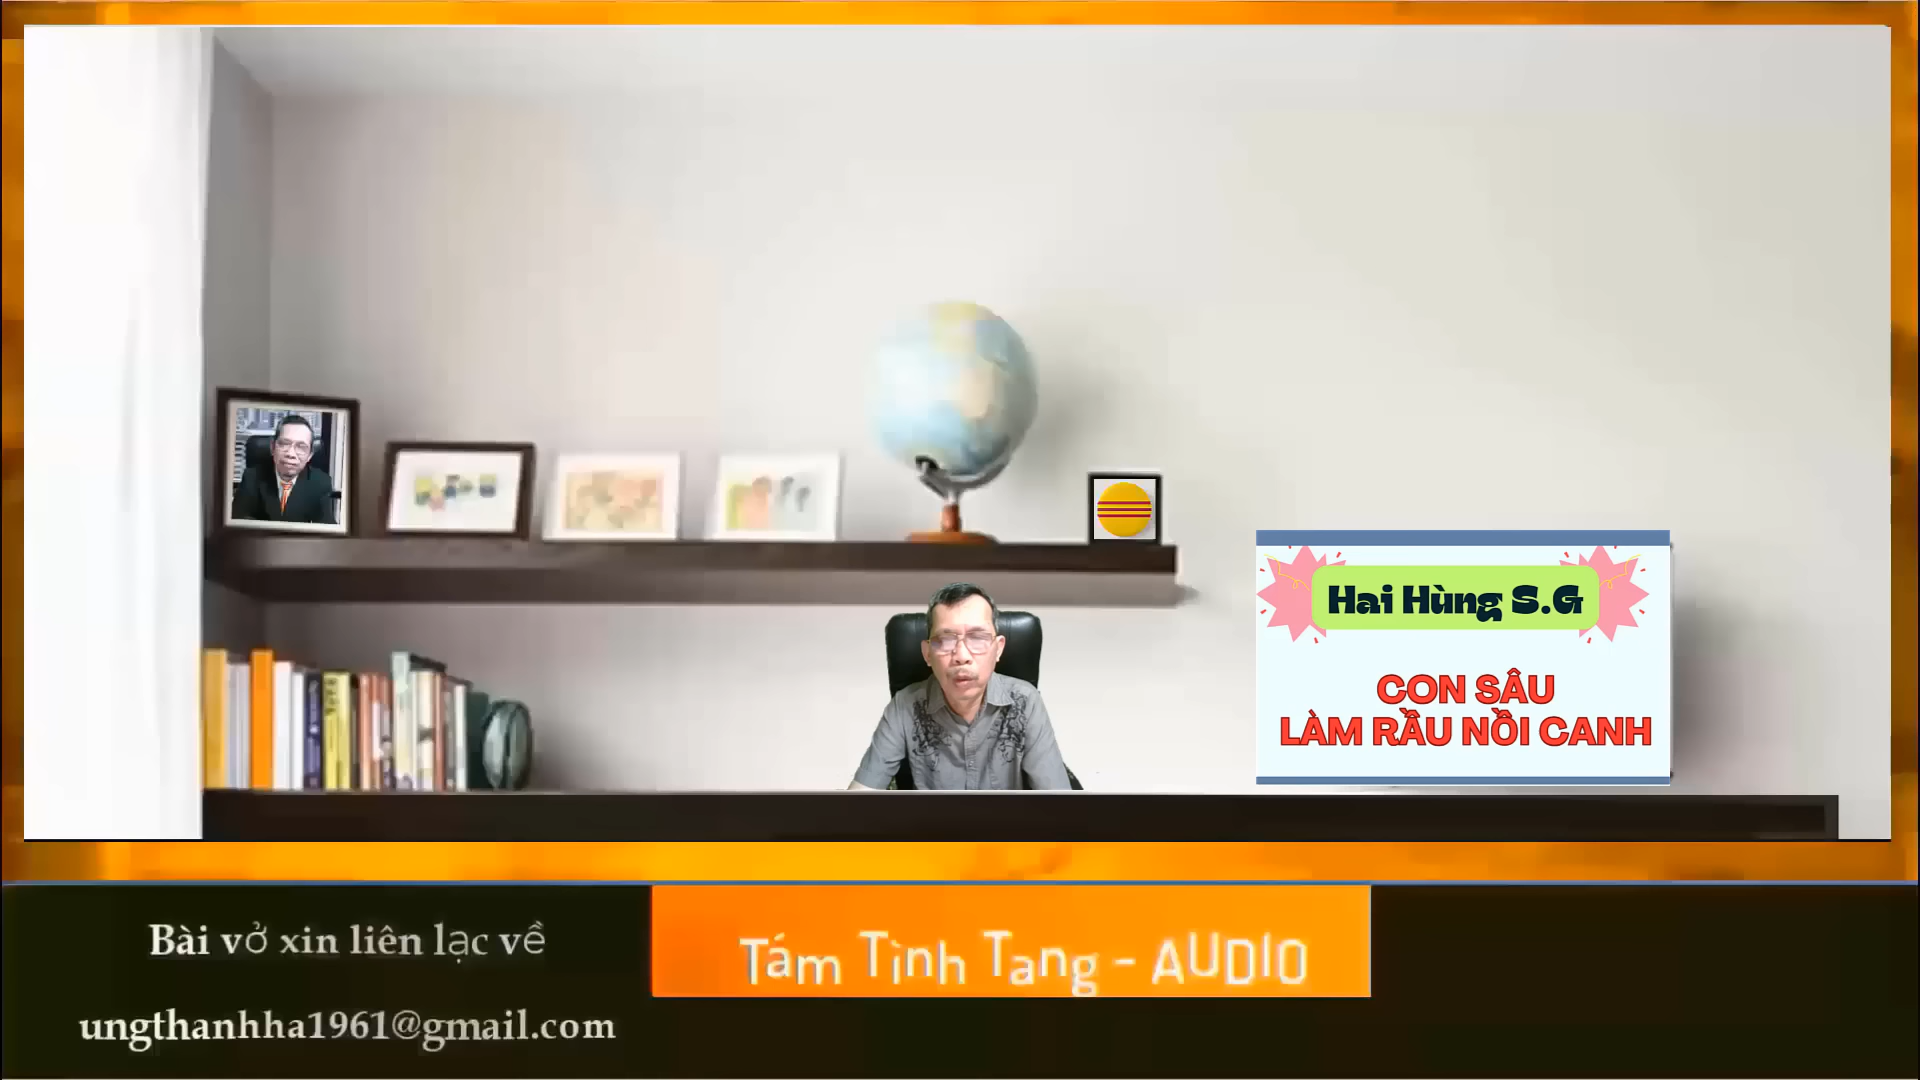 Hai Hùng S.G
CON SÂU
LÀM RẦU NỒI CANH
Bài vở xin liên lạc về
ungthanhha1961@gmail.com
Tám Tình Tang - AUDIO